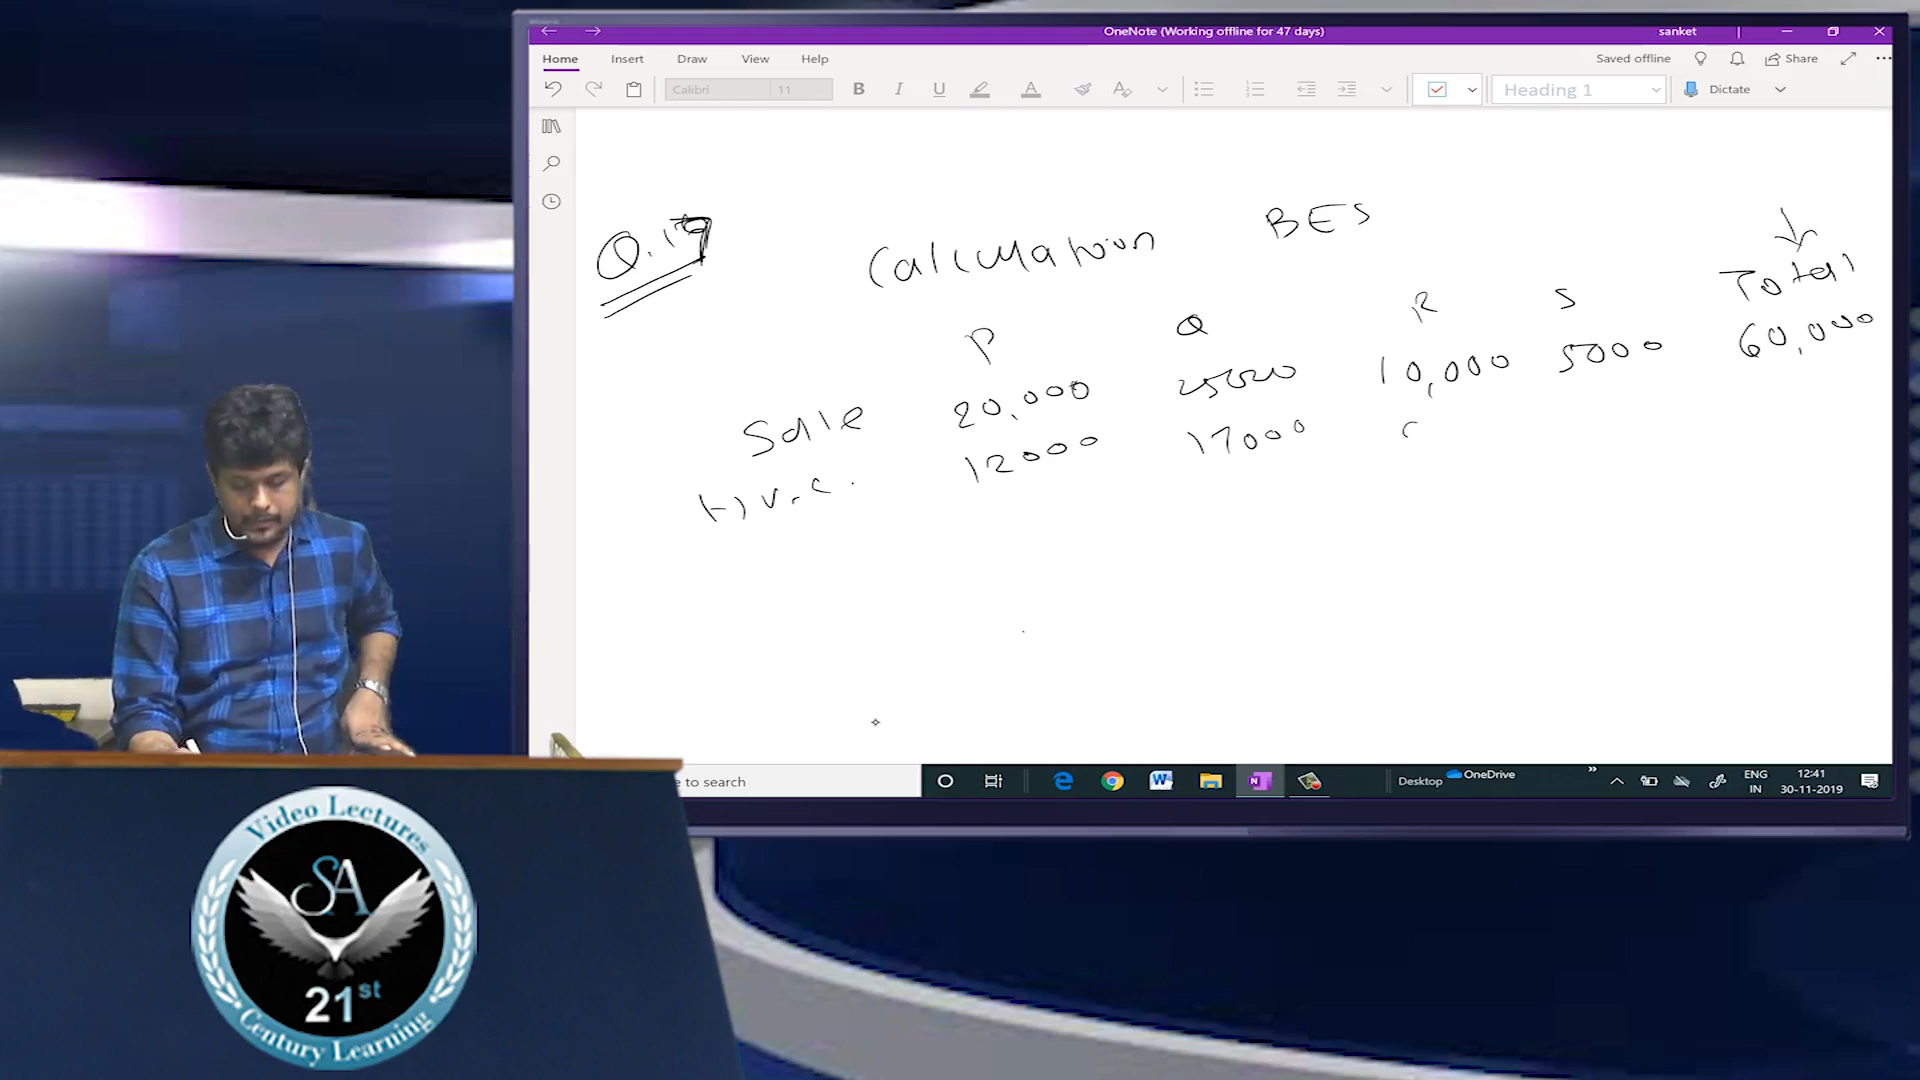 OneNote (Working offline for 47 days)
sanket
Home Insert Draw View Help
Saved offline
Share
Calibri 11
B I U A
Heading 1
Dictate
Calculation BES
P Q R S Total
Sale 20,000 25000 10,000 5000 60,000
(-) V.C. 12000 17000
e to search
Desktop
OneDrive
ENG
IN
12:41
30-11-2019
Video Lectures
SA
21st
Century Learning